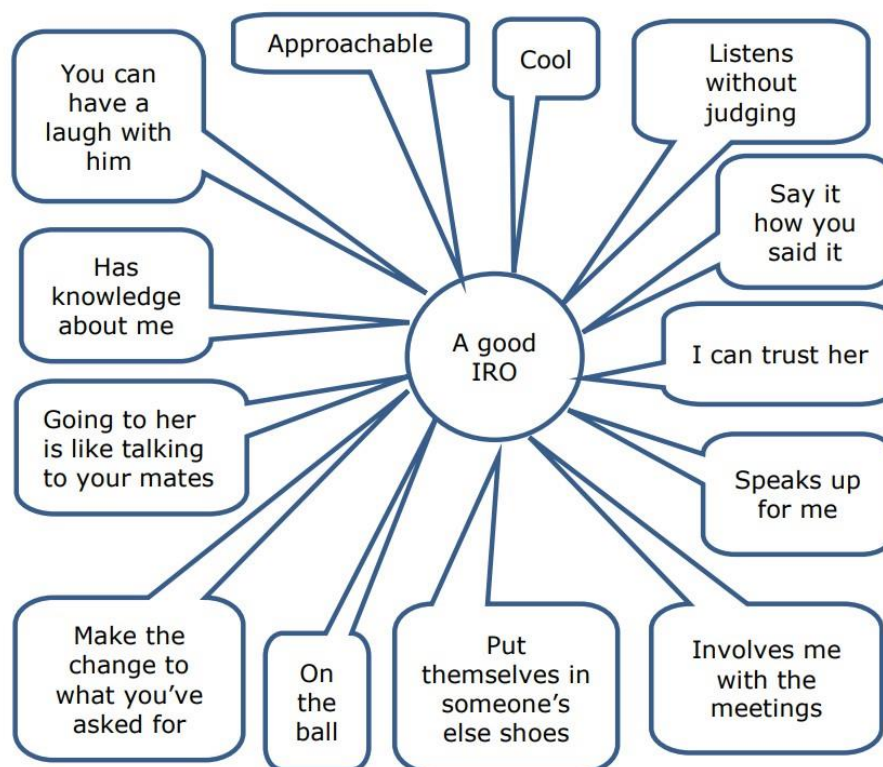 Approachable
Cool
Listens
without
judging
You can
have a
laugh with
him
Say it
how you
said it
Has
knowledge
about me
A good
IRO
I can trust her
Going to her
is like talking
to your mates
Speaks up
for me
Make the
change to
what you’ve
asked for
On
the
ball
Put
themselves in
someone’s
else shoes
Involves me
with the
meetings